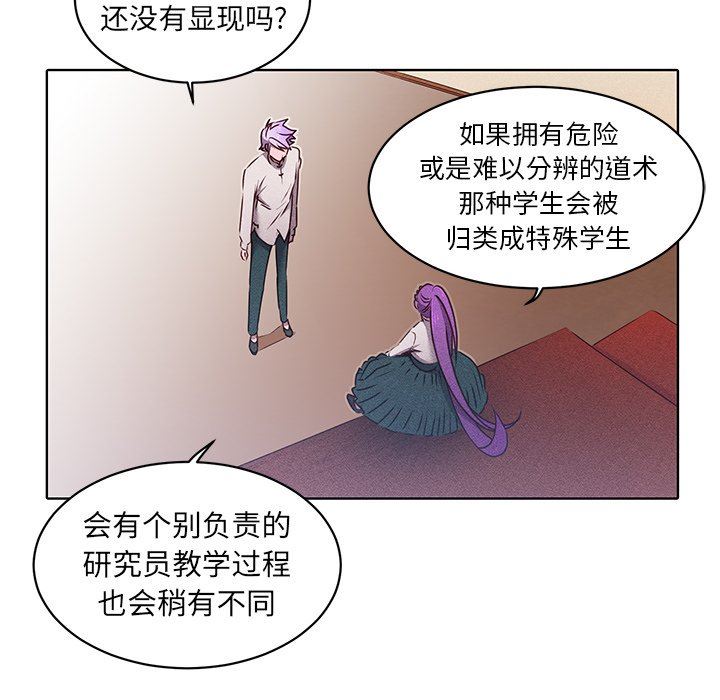 还没有显现吗?
如果拥有危险
或是难以分辨的道术
那种学生会被
归类成特殊学生
会有个别负责的
研究员教学过程
也会稍有不同